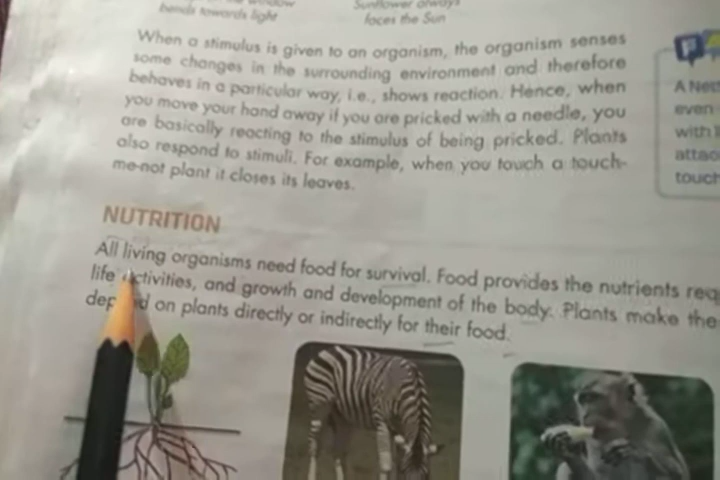 bends towards light
Sunflower always
faces the Sun
When a stimulus is given to an organism, the organism senses
some changes in the surrounding environment and therefore
behaves in a particular way, i.e., shows reaction. Hence, when
you move your hand away if you are pricked with a needle, you
are basically reacting to the stimulus of being pricked. Plants
also respond to stimuli. For example, when you touch a touch-
me-not plant it closes its leaves.
A
even
with
touch
NUTRITION
All living organisms need food for survival. Food provides the nutrients
life activities, and growth and development of the body. Plants make
on plants directly or indirectly for their food.